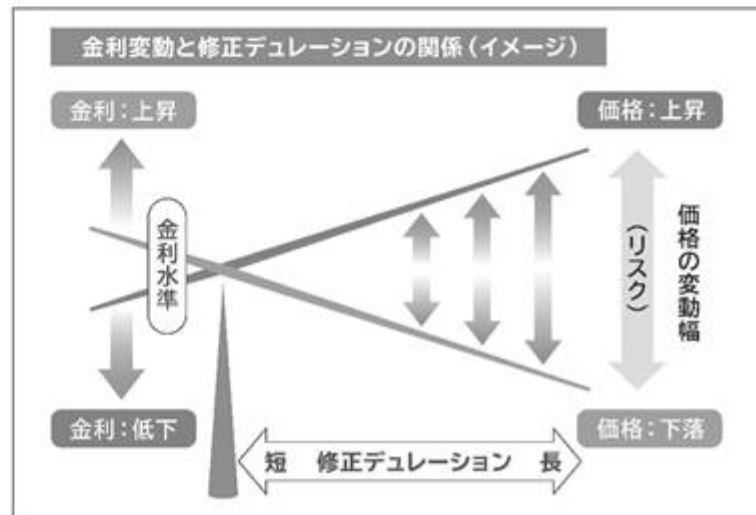 金利変動と修正デュレーションの関係（イメージ）
金利：上昇
価格：上昇
金利水準
価格の変動幅
（リスク）
金利：低下
価格：下落
短 修正デュレーション 長